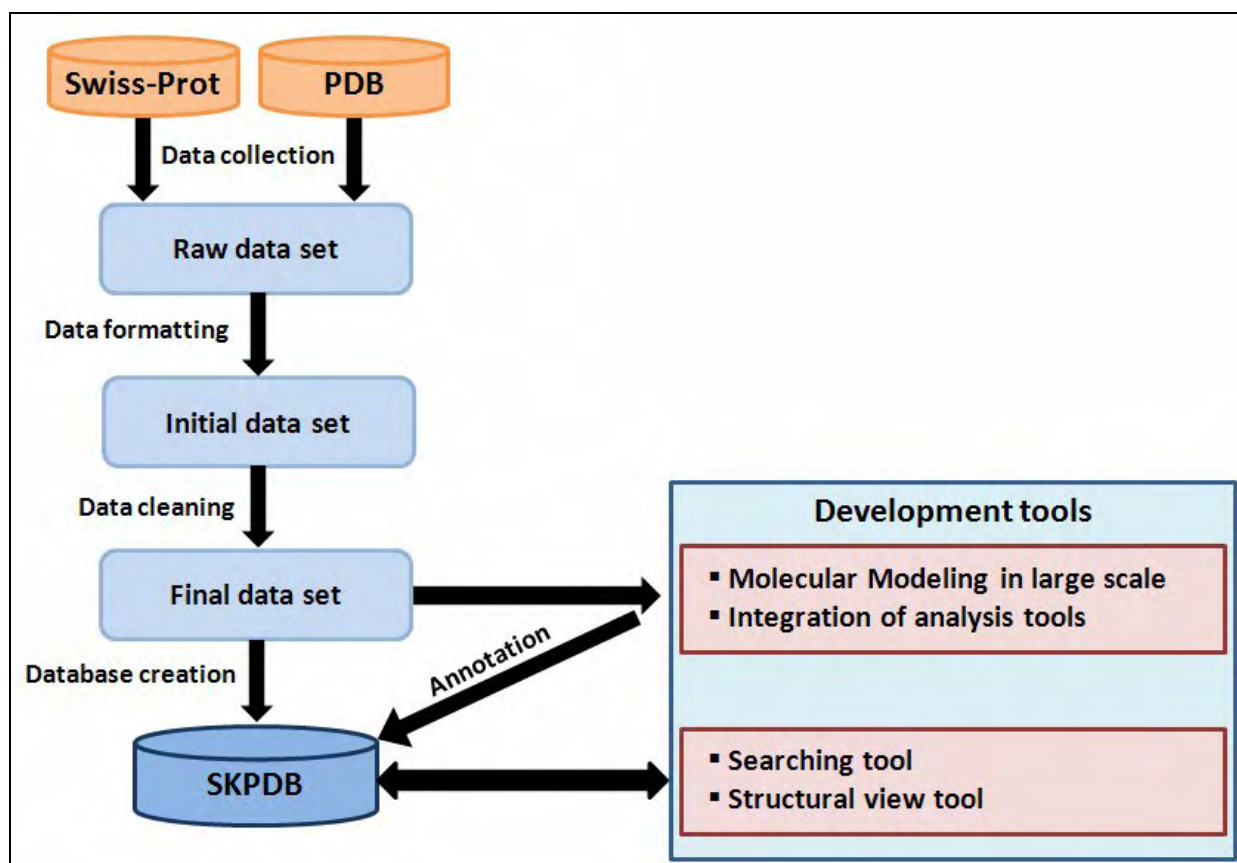 Swiss-Prot
PDB
Data collection
Raw data set
Data formatting
Initial data set
Data cleaning
Final data set
Database creation
SKPDB
Annotation
Development tools
▪ Molecular Modeling in large scale
▪ Integration of analysis tools
▪ Searching tool
▪ Structural view tool